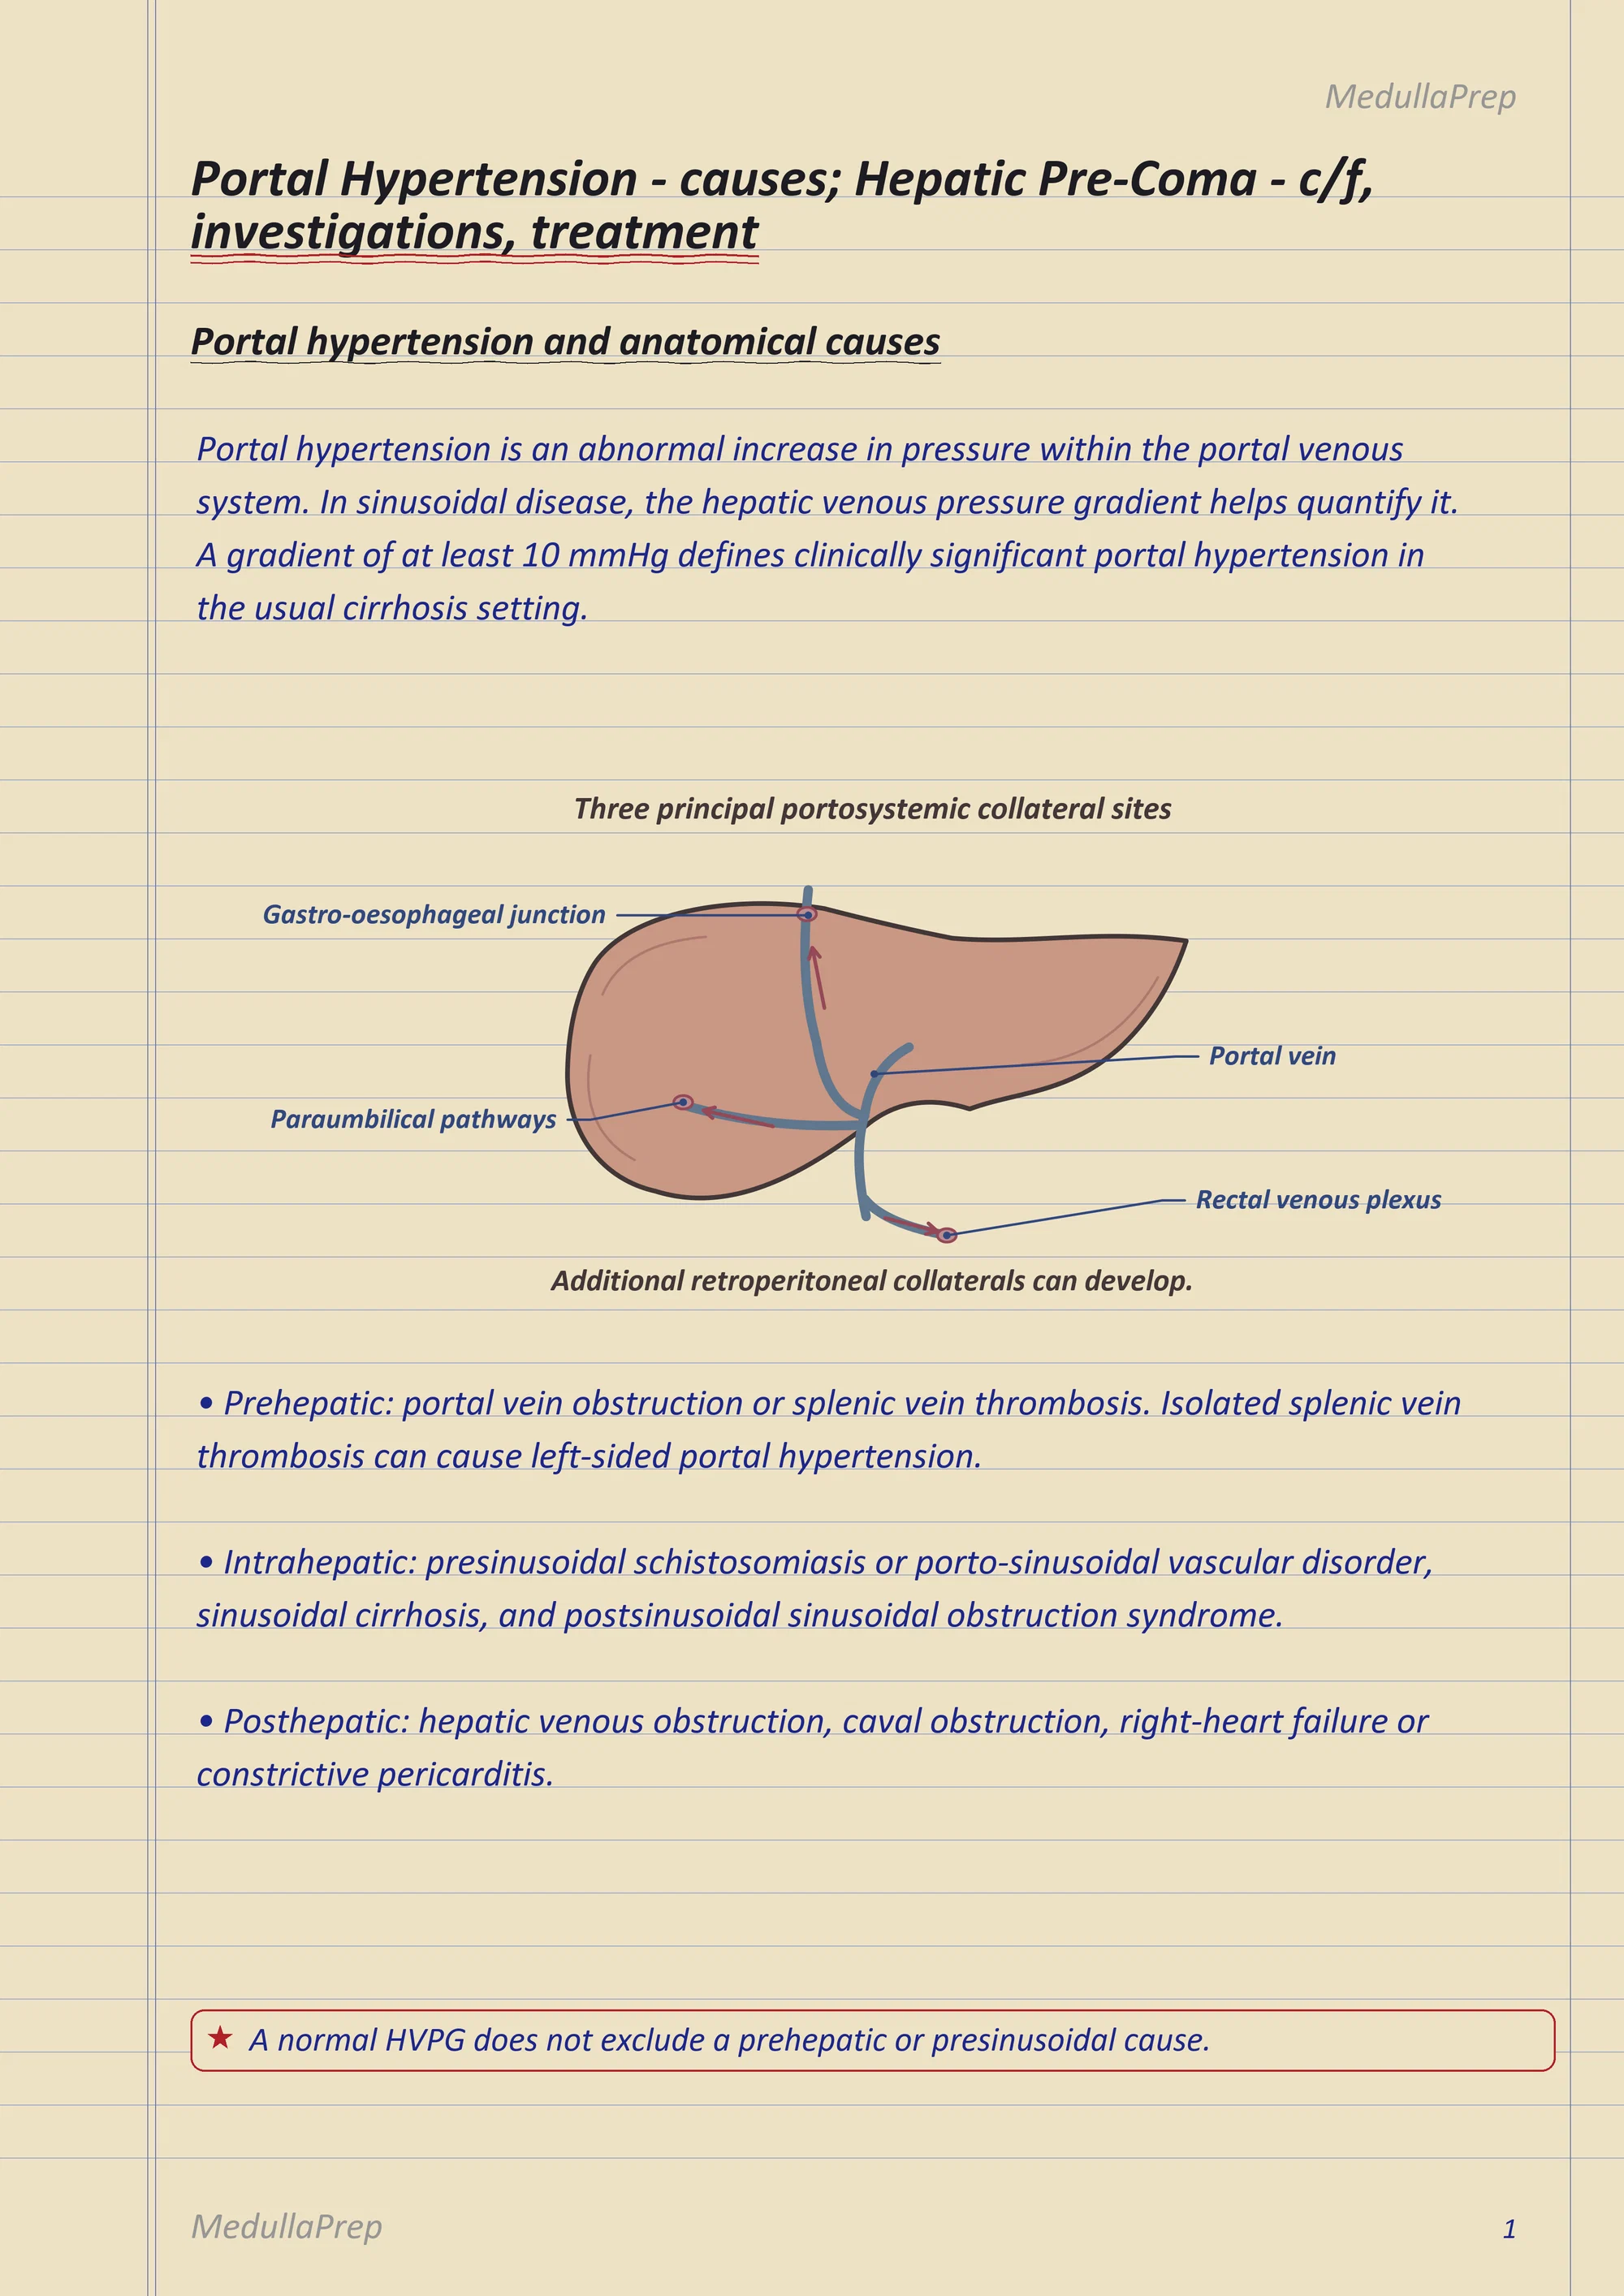 MedullaPrep
Portal Hypertension - causes; Hepatic Pre-Coma - c/f,
investigations, treatment
Portal hypertension and anatomical causes
Portal hypertension is an abnormal increase in pressure within the portal venous
system. In sinusoidal disease, the hepatic venous pressure gradient helps quantify it.
A gradient of at least 10 mmHg defines clinically significant portal hypertension in
the usual cirrhosis setting.
Three principal portosystemic collateral sites
Gastro-oesophageal junction
Portal vein
Paraumbilical pathways
Rectal venous plexus
Additional retroperitoneal collaterals can develop.
• Prehepatic: portal vein obstruction or splenic vein thrombosis. Isolated splenic vein
thrombosis can cause left-sided portal hypertension.
• Intrahepatic: presinusoidal schistosomiasis or porto-sinusoidal vascular disorder,
sinusoidal cirrhosis, and postsinusoidal sinusoidal obstruction syndrome.
• Posthepatic: hepatic venous obstruction, caval obstruction, right-heart failure or
constrictive pericarditis.
★ A normal HVPG does not exclude a prehepatic or presinusoidal cause.
MedullaPrep
1